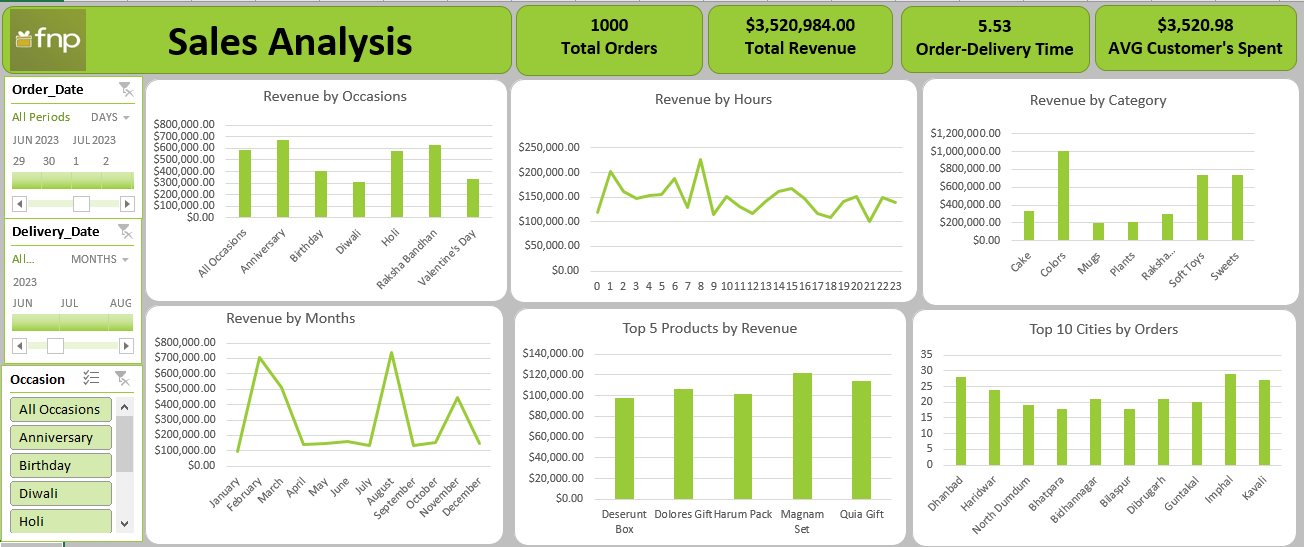 fnp
Sales Analysis
1000
Total Orders
$3,520,984.00
Total Revenue
5.53
Order-Delivery Time
$3,520.98
AVG Customer's Spent
Order_Date
All Periods DAYS
JUN 2023 JUL 2023
29 30 1 2
Delivery_Date
All... MONTHS
2023
JUN JUL AUG
Occasion
All Occasions
Anniversary
Birthday
Diwali
Holi
Revenue by Occasions
$800,000.00
$700,000.00
$600,000.00
$500,000.00
$400,000.00
$300,000.00
$200,000.00
$100,000.00
$0.00
All Occasions
Anniversary
Birthday
Diwali
Holi
Raksha Bandhan
Valentine's Day
Revenue by Hours
$250,000.00
$200,000.00
$150,000.00
$100,000.00
$50,000.00
$0.00
0 1 2 3 4 5 6 7 8 9 10 11 12 13 14 15 16 17 18 19 20 21 22 23
Revenue by Category
$1,200,000.00
$1,000,000.00
$800,000.00
$600,000.00
$400,000.00
$200,000.00
$0.00
Cake
Colors
Mugs
Plants
Raksha...
Soft Toys
Sweets
Revenue by Months
$800,000.00
$700,000.00
$600,000.00
$500,000.00
$400,000.00
$300,000.00
$200,000.00
$100,000.00
$0.00
January
February
March
April
May
June
July
August
September
October
November
December
Top 5 Products by Revenue
$140,000.00
$120,000.00
$100,000.00
$80,000.00
$60,000.00
$40,000.00
$20,000.00
$0.00
Deserunt Box
Dolores Gift
Harum Pack
Magnam Set
Quia Gift
Top 10 Cities by Orders
35
30
25
20
15
10
5
0
Dhanbad
Haridwar
North Dumdum
Bhatpara
Bidhannagar
Bilaspur
Dibrugarh
Guntakal
Imphal
Kavali